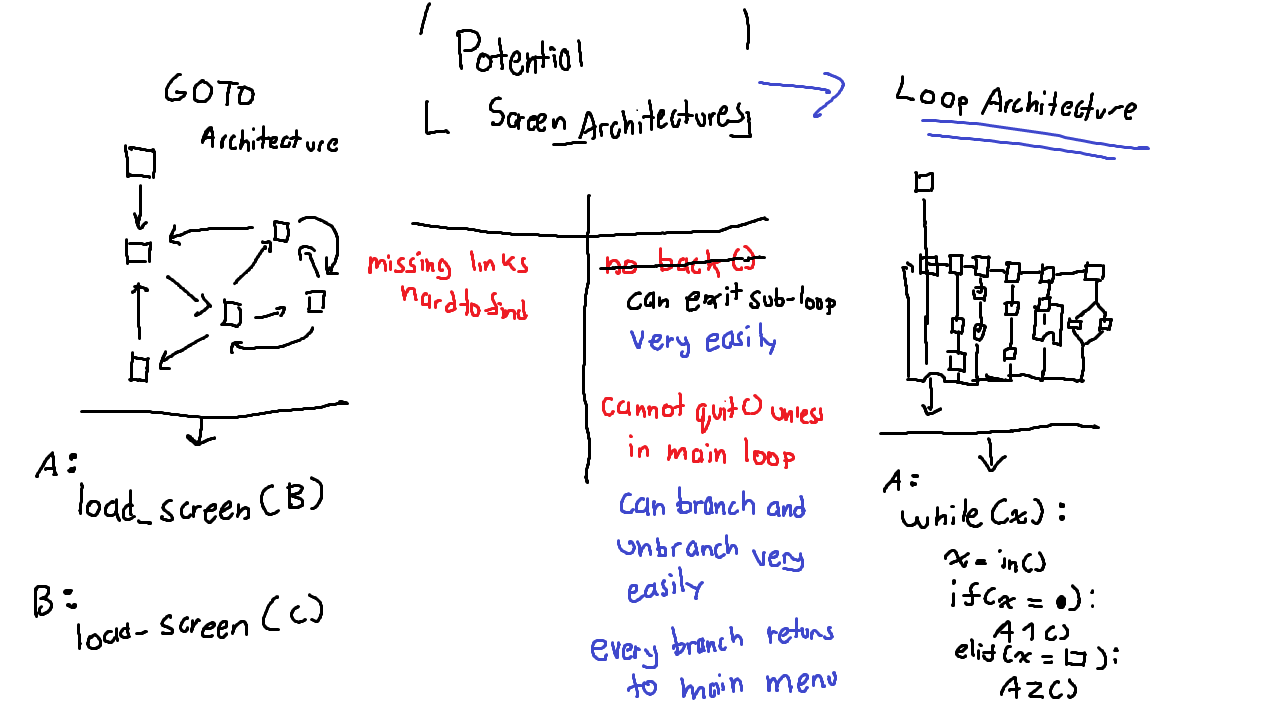 Potential
Screen Architectures
GOTO
Architecture
A:
load_screen(B)
B:
load-screen(c)
missing links
hard to find
no back()
can exit sub-loop
very easily
cannot quit() unless
in main loop
can branch and
unbranch very
easily
every branch returns
to main menu
Loop Architecture
A:
while(x):
x = in()
if(x = 0):
A1()
elif(x = 1):
A2()